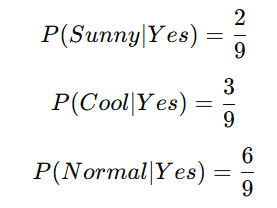 P(Sunny|Yes) = 2/9
P(Cool|Yes) = 3/9
P(Normal|Yes) = 6/9